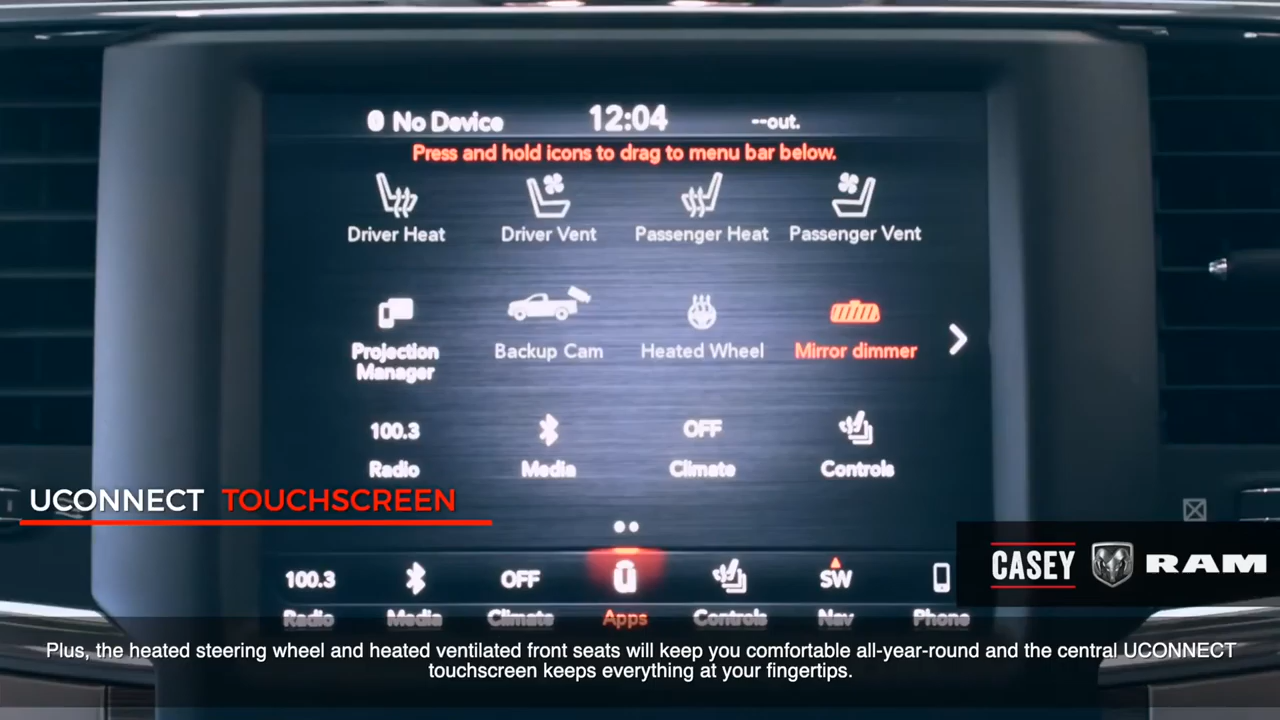 No Device 12:04 --out.
Press and hold icons to drag to menu bar below.
Driver Heat Driver Vent Passenger Heat Passenger Vent
Projection Manager Backup Cam Heated Wheel Mirror dimmer
100.3 OFF
Radio Media Climate Controls
UCONNECT TOUCHSCREEN
CASEY RAM
100.3 OFF SW
Radio Media Climate Apps Controls Nav Phone
Plus, the heated steering wheel and heated ventilated front seats will keep you comfortable all-year-round and the central UCONNECT
touchscreen keeps everything at your fingertips.